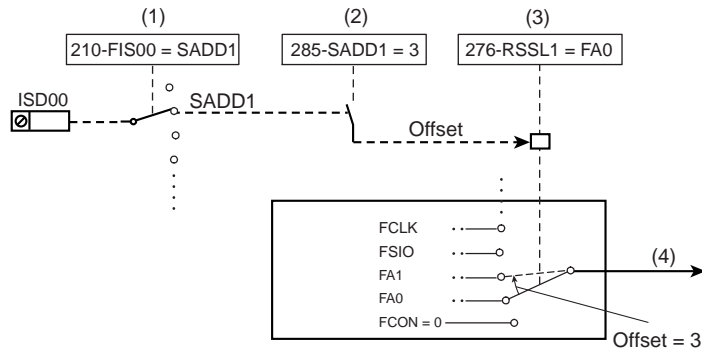 (1)
(2)
(3)
210-FIS00 = SADD1
285-SADD1 = 3
276-RSSL1 = FA0
ISD00
SADD1
Offset
FCLK
FSIO
FA1
(4)
FA0
FCON = 0
Offset = 3